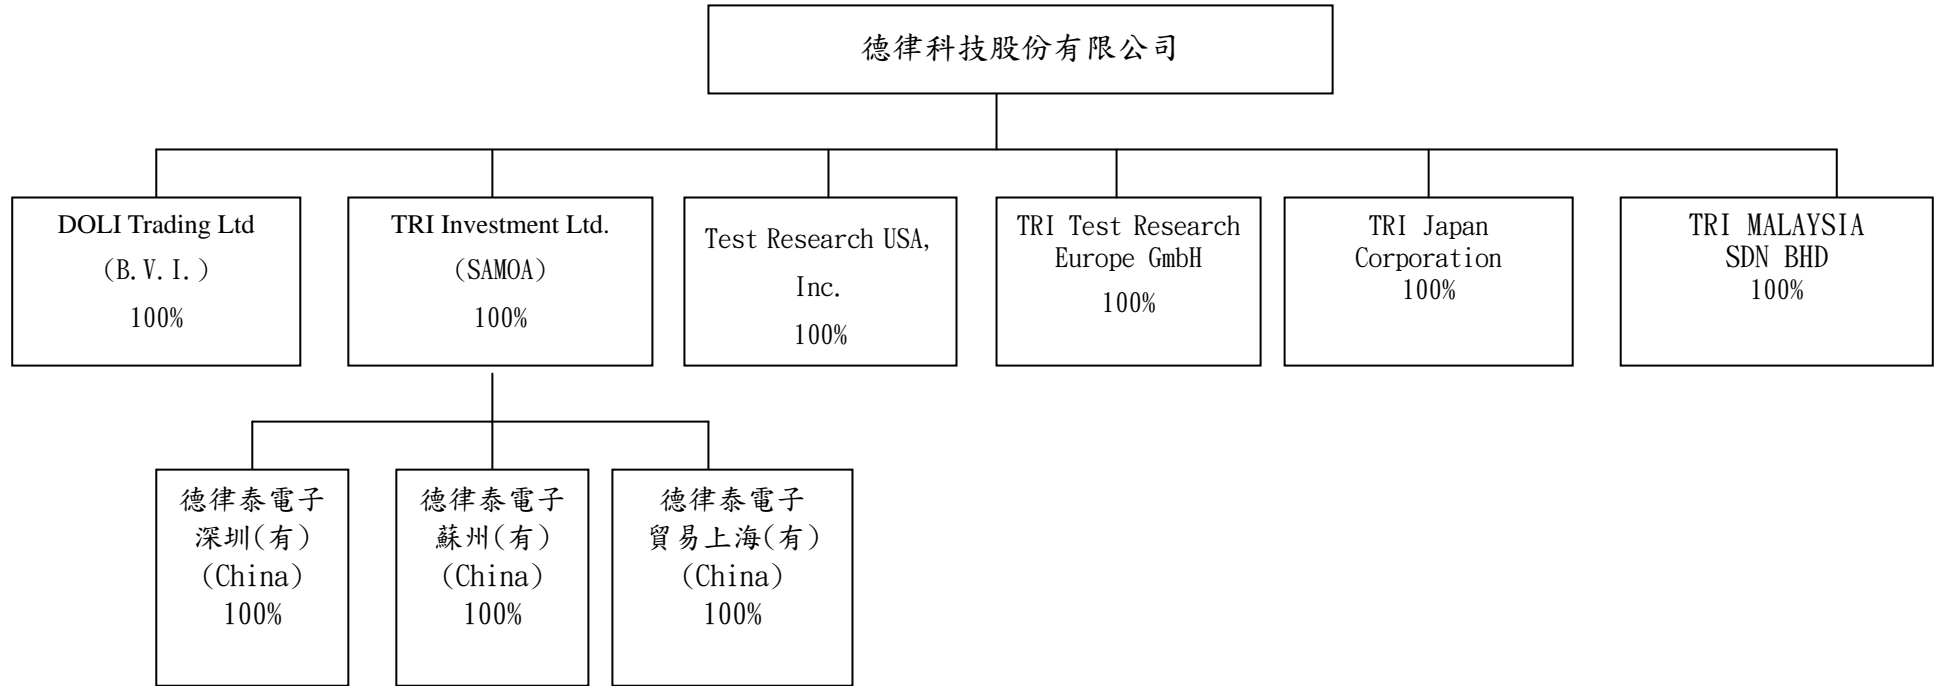 德律科技股份有限公司
DOLI Trading Ltd
(B.V.I.)
100%
TRI Investment Ltd.
(SAMOA)
100%
Test Research USA,
Inc.
100%
TRI Test Research
Europe GmbH
100%
TRI Japan
Corporation
100%
TRI MALAYSIA
SDN BHD
100%
德律泰電子
深圳(有)
(China)
100%
德律泰電子
蘇州(有)
(China)
100%
德律泰電子
貿易上海(有)
(China)
100%